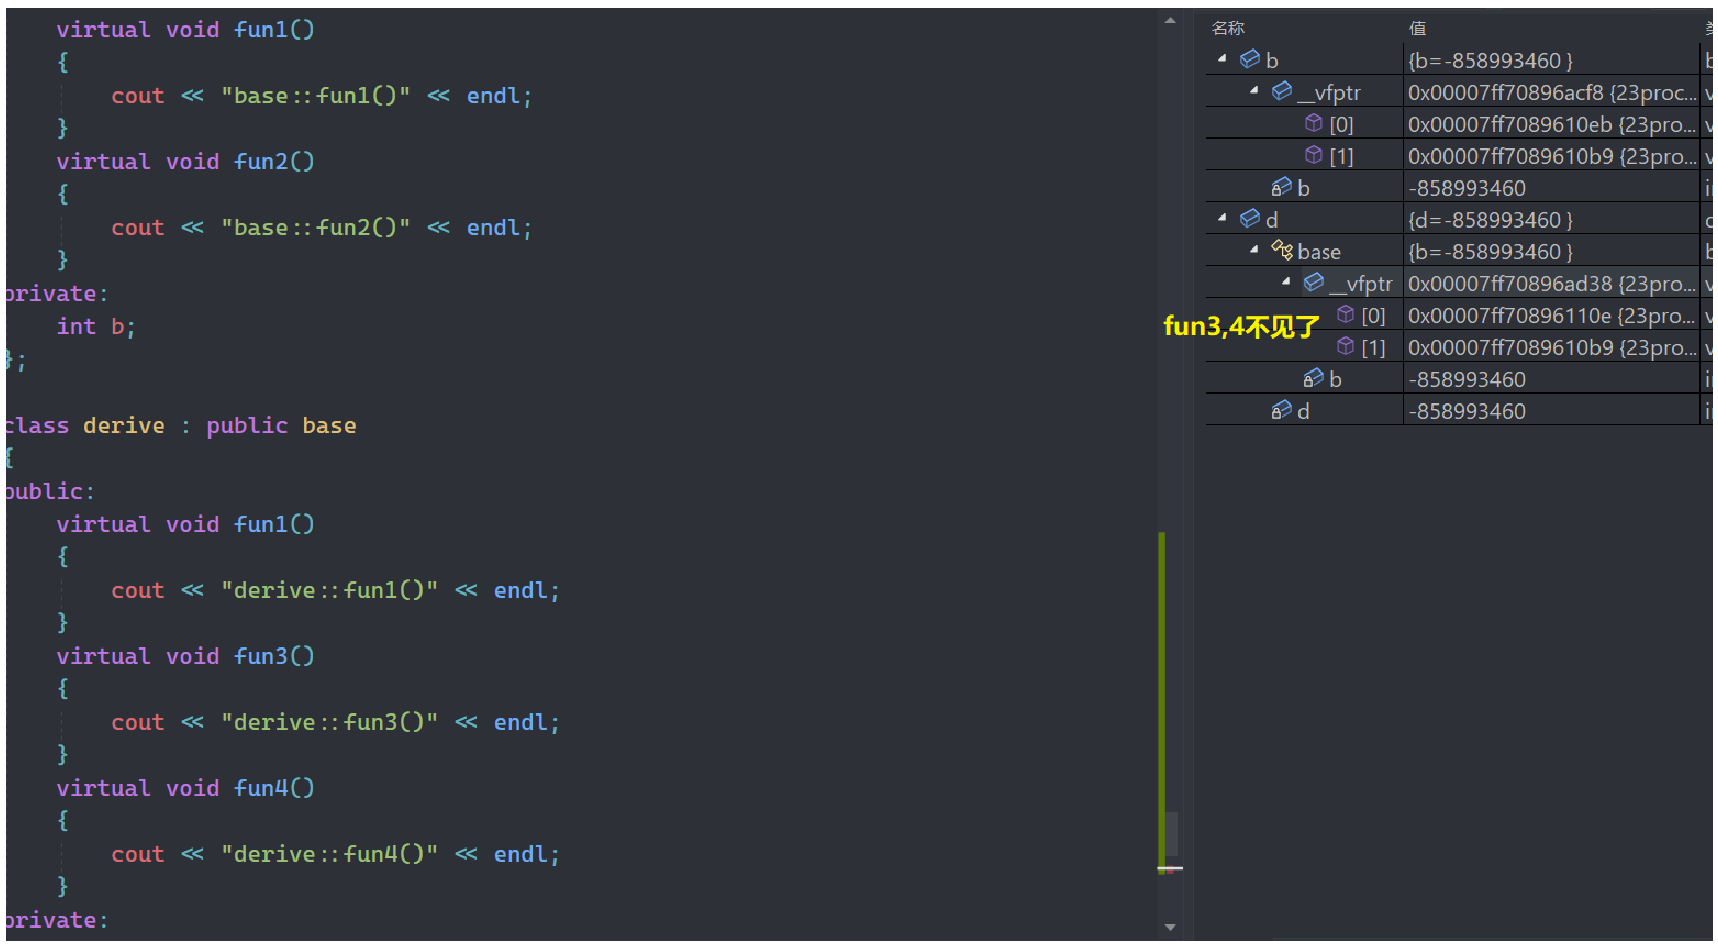 virtual void fun1()
{
cout << "base::fun1()" << endl;
}
virtual void fun2()
{
cout << "base::fun2()" << endl;
}
private:
int b;
};
class derive : public base
{
public:
virtual void fun1()
{
cout << "derive::fun1()" << endl;
}
virtual void fun3()
{
cout << "derive::fun3()" << endl;
}
virtual void fun4()
{
cout << "derive::fun4()" << endl;
}
private:
名称 值
b {b=-858993460 }
__vfptr 0x00007ff70896acf8 {23proc...
[0] 0x00007ff7089610eb {23pro...
[1] 0x00007ff7089610b9 {23pro...
b -858993460
d {d=-858993460 }
base {b=-858993460 }
__vfptr 0x00007ff70896ad38 {23pro...
fun3,4不见了
[0] 0x00007ff70896110e {23pro...
[1] 0x00007ff7089610b9 {23pro...
b -858993460
d -858993460